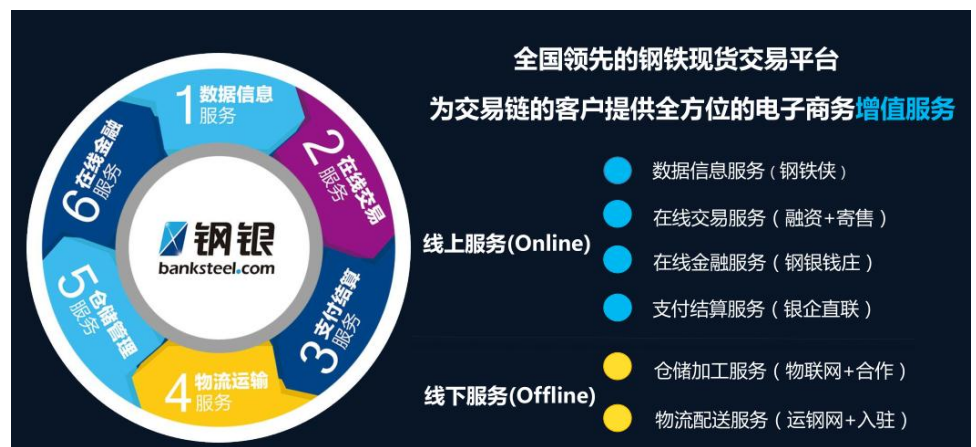 全国领先的钢铁现货交易平台
为交易链的客户提供全方位的电子商务增值服务
1 数据信息
服务
2 在线交易
服务
3 支付结算
服务
4 物流运输
服务
5 仓储管理
服务
6 在线金融
服务
钢银
banksteel.com
线上服务(Online)
数据信息服务（钢铁侠）
在线交易服务（融资+寄售）
在线金融服务（钢银钱庄）
支付结算服务（银企直联）
线下服务(Offline)
仓储加工服务（物联网+合作）
物流配送服务（运钢网+入驻）